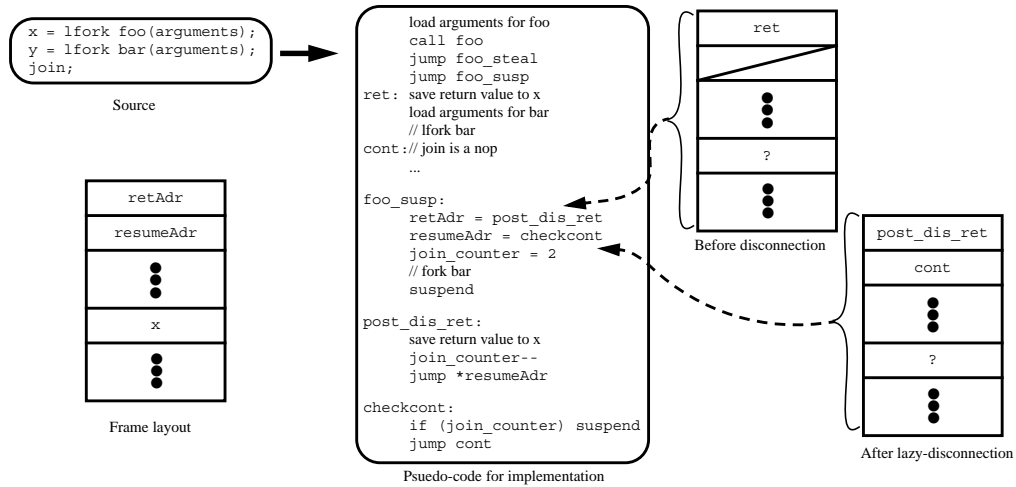 x = lfork foo(arguments);
y = lfork bar(arguments);
join;
Source
retAdr
resumeAdr
x
Frame layout
load arguments for foo
call foo
jump foo_steal
jump foo_susp
ret: save return value to x
load arguments for bar
// lfork bar
cont:// join is a nop
...
foo_susp:
retAdr = post_dis_ret
resumeAdr = checkcont
join_counter = 2
// fork bar
suspend
post_dis_ret:
save return value to x
join_counter--
jump *resumeAdr
checkcont:
if (join_counter) suspend
jump cont
Psuedo-code for implementation
ret
?
Before disconnection
post_dis_ret
cont
?
After lazy-disconnection